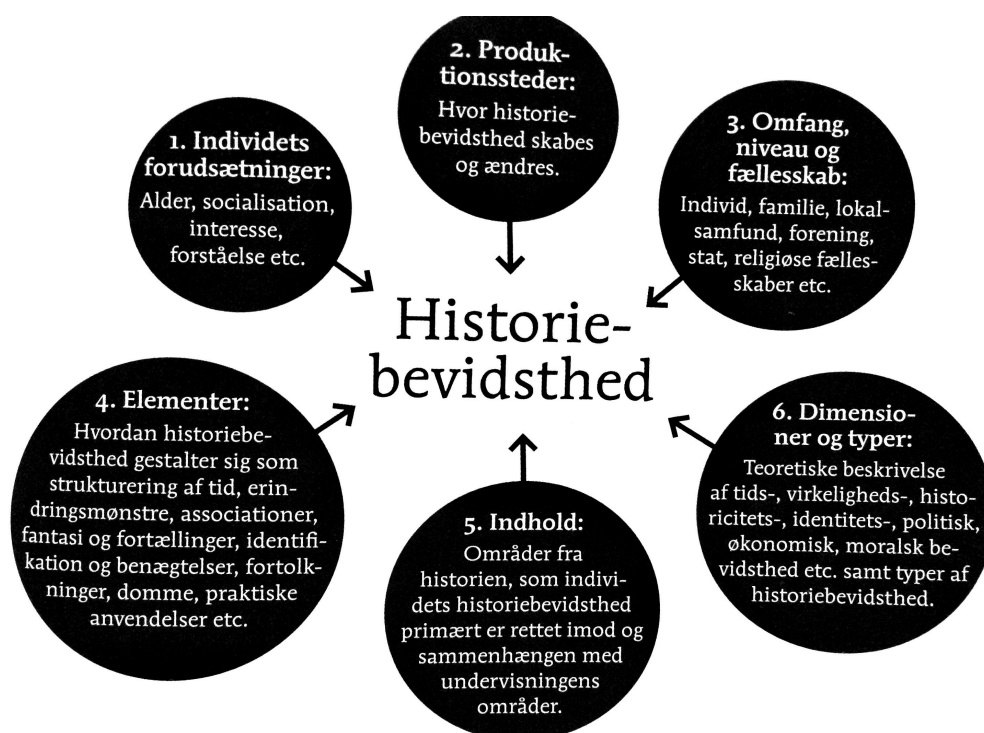 1. Individets
forudsætninger:
Alder, socialisation,
interesse,
forståelse etc.
2. Produk-
tionssteder:
Hvor historie-
bevidsthed skabes
og ændres.
3. Omfang,
niveau og
fællesskab:
Individ, familie, lokal-
samfund, forening,
stat, religiøse fælles-
skaber etc.
Historie-
bevidsthed
4. Elementer:
Hvordan historiebe-
vidsthed gestalter sig som
strukturering af tid, erin-
dringsmønstre, associationer,
fantasi og fortællinger, identifi-
kation og benægtelser, fortolk-
ninger, domme, praktiske
anvendelser etc.
5. Indhold:
Områder fra
historien, som indivi-
dets historiebevidsthed
primært er rettet imod og
sammenhængen med
undervisningens
områder.
6. Dimensio-
ner og typer:
Teoretiske beskrivelse
af tids-, virkeligheds-, histo-
ricitets-, identitets-, politisk,
økonomisk, moralsk be-
vidsthed etc. samt typer af
historiebevidsthed.